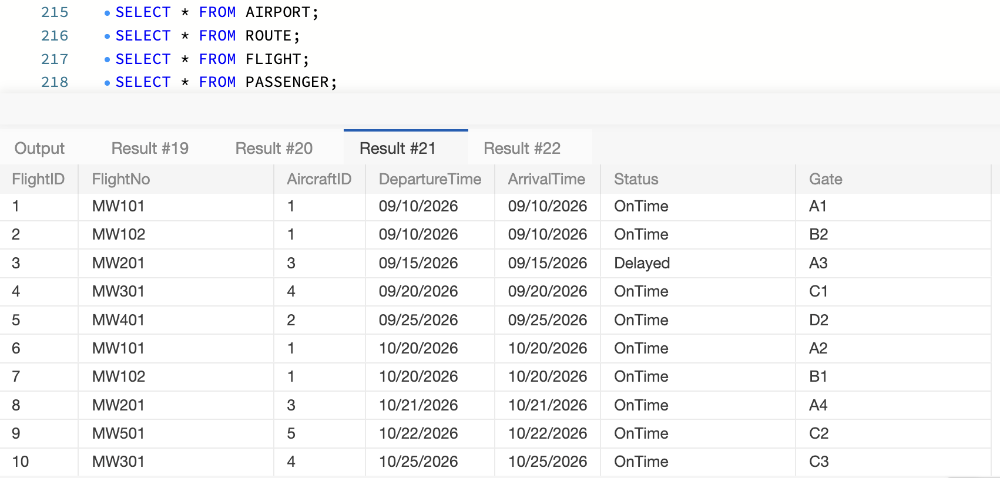 215 SELECT * FROM AIRPORT;
216 SELECT * FROM ROUTE;
217 SELECT * FROM FLIGHT;
218 SELECT * FROM PASSENGER;
Output Result #19 Result #20 Result #21 Result #22
FlightID FlightNo AircraftID DepartureTime ArrivalTime Status Gate
1 MW101 1 09/10/2026 09/10/2026 OnTime A1
2 MW102 1 09/10/2026 09/10/2026 OnTime B2
3 MW201 3 09/15/2026 09/15/2026 Delayed A3
4 MW301 4 09/20/2026 09/20/2026 OnTime C1
5 MW401 2 09/25/2026 09/25/2026 OnTime D2
6 MW101 1 10/20/2026 10/20/2026 OnTime A2
7 MW102 1 10/20/2026 10/20/2026 OnTime B1
8 MW201 3 10/21/2026 10/21/2026 OnTime A4
9 MW501 5 10/22/2026 10/22/2026 OnTime C2
10 MW301 4 10/25/2026 10/25/2026 OnTime C3